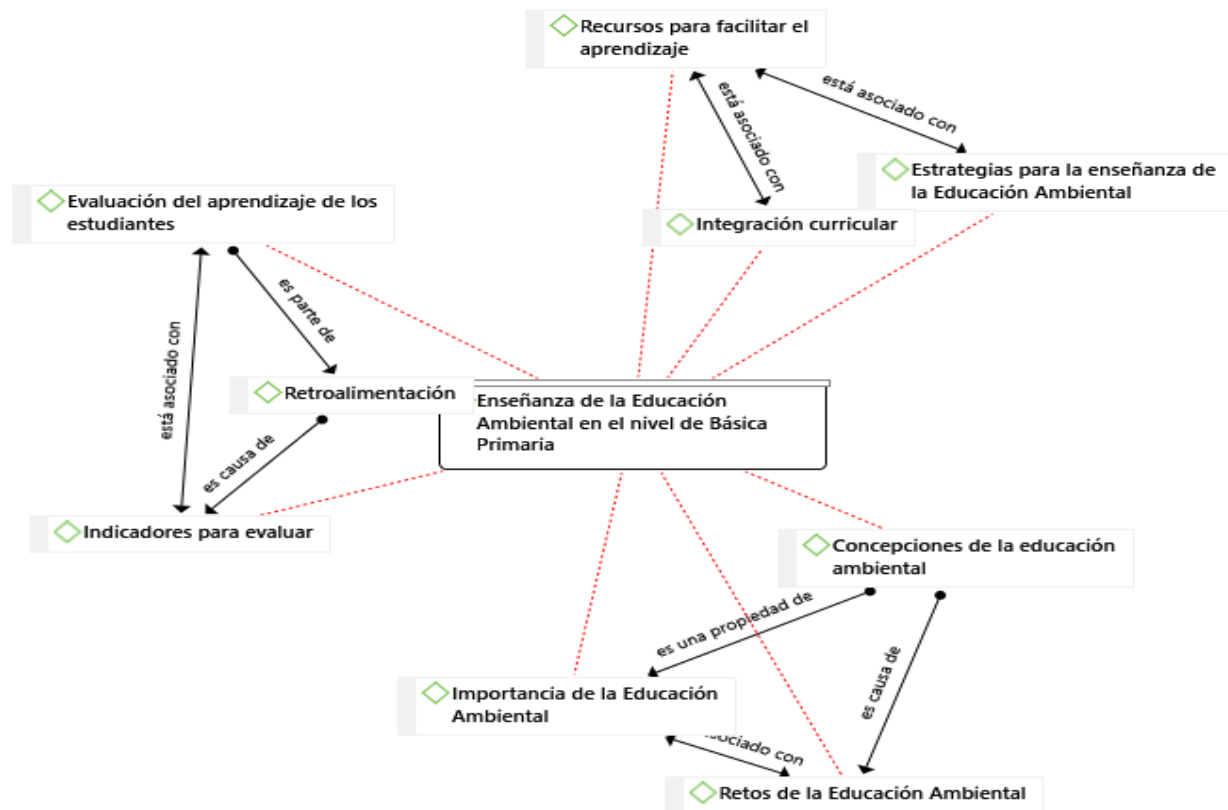 Recursos para facilitar el
aprendizaje
está asociado con
está asociado con
Estrategias para la enseñanza de
la Educación Ambiental
Integración curricular
Evaluación del aprendizaje de los
estudiantes
es parte de
está asociado con
Retroalimentación
es causa de
Indicadores para evaluar
Enseñanza de la Educación
Ambiental en el nivel de Básica
Primaria
Concepciones de la educación
ambiental
es una propiedad de
es causa de
Importancia de la Educación
Ambiental
asociado con
Retos de la Educación Ambiental